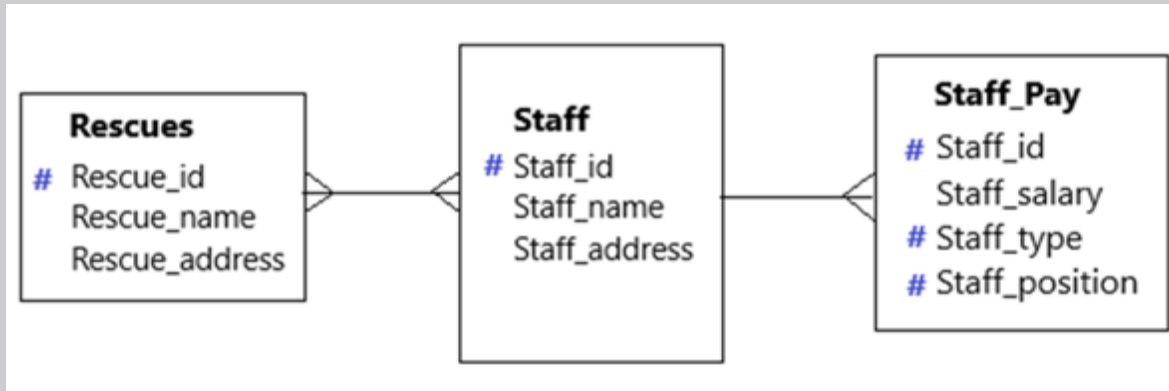 Rescues
# Rescue_id
Rescue_name
Rescue_address
Staff
# Staff_id
Staff_name
Staff_address
Staff_Pay
# Staff_id
Staff_salary
# Staff_type
# Staff_position